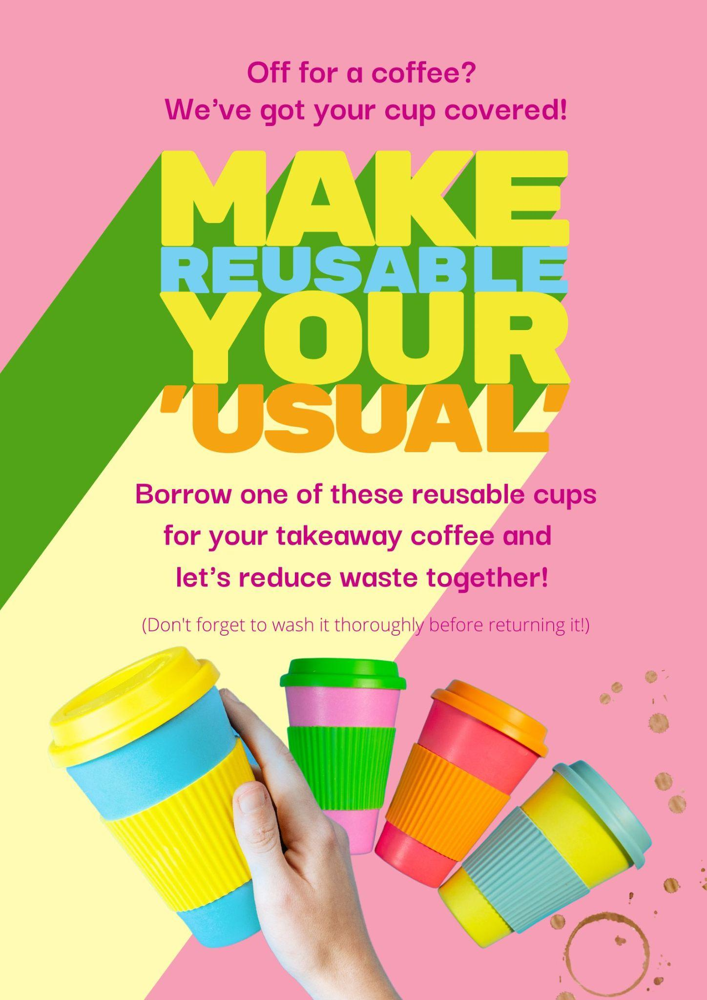 Off for a coffee?
We've got your cup covered!
MAKE
REUSABLE
YOUR
'USUAL'
Borrow one of these reusable cups
for your takeaway coffee and
let's reduce waste together!
(Don't forget to wash it thoroughly before returning it!)